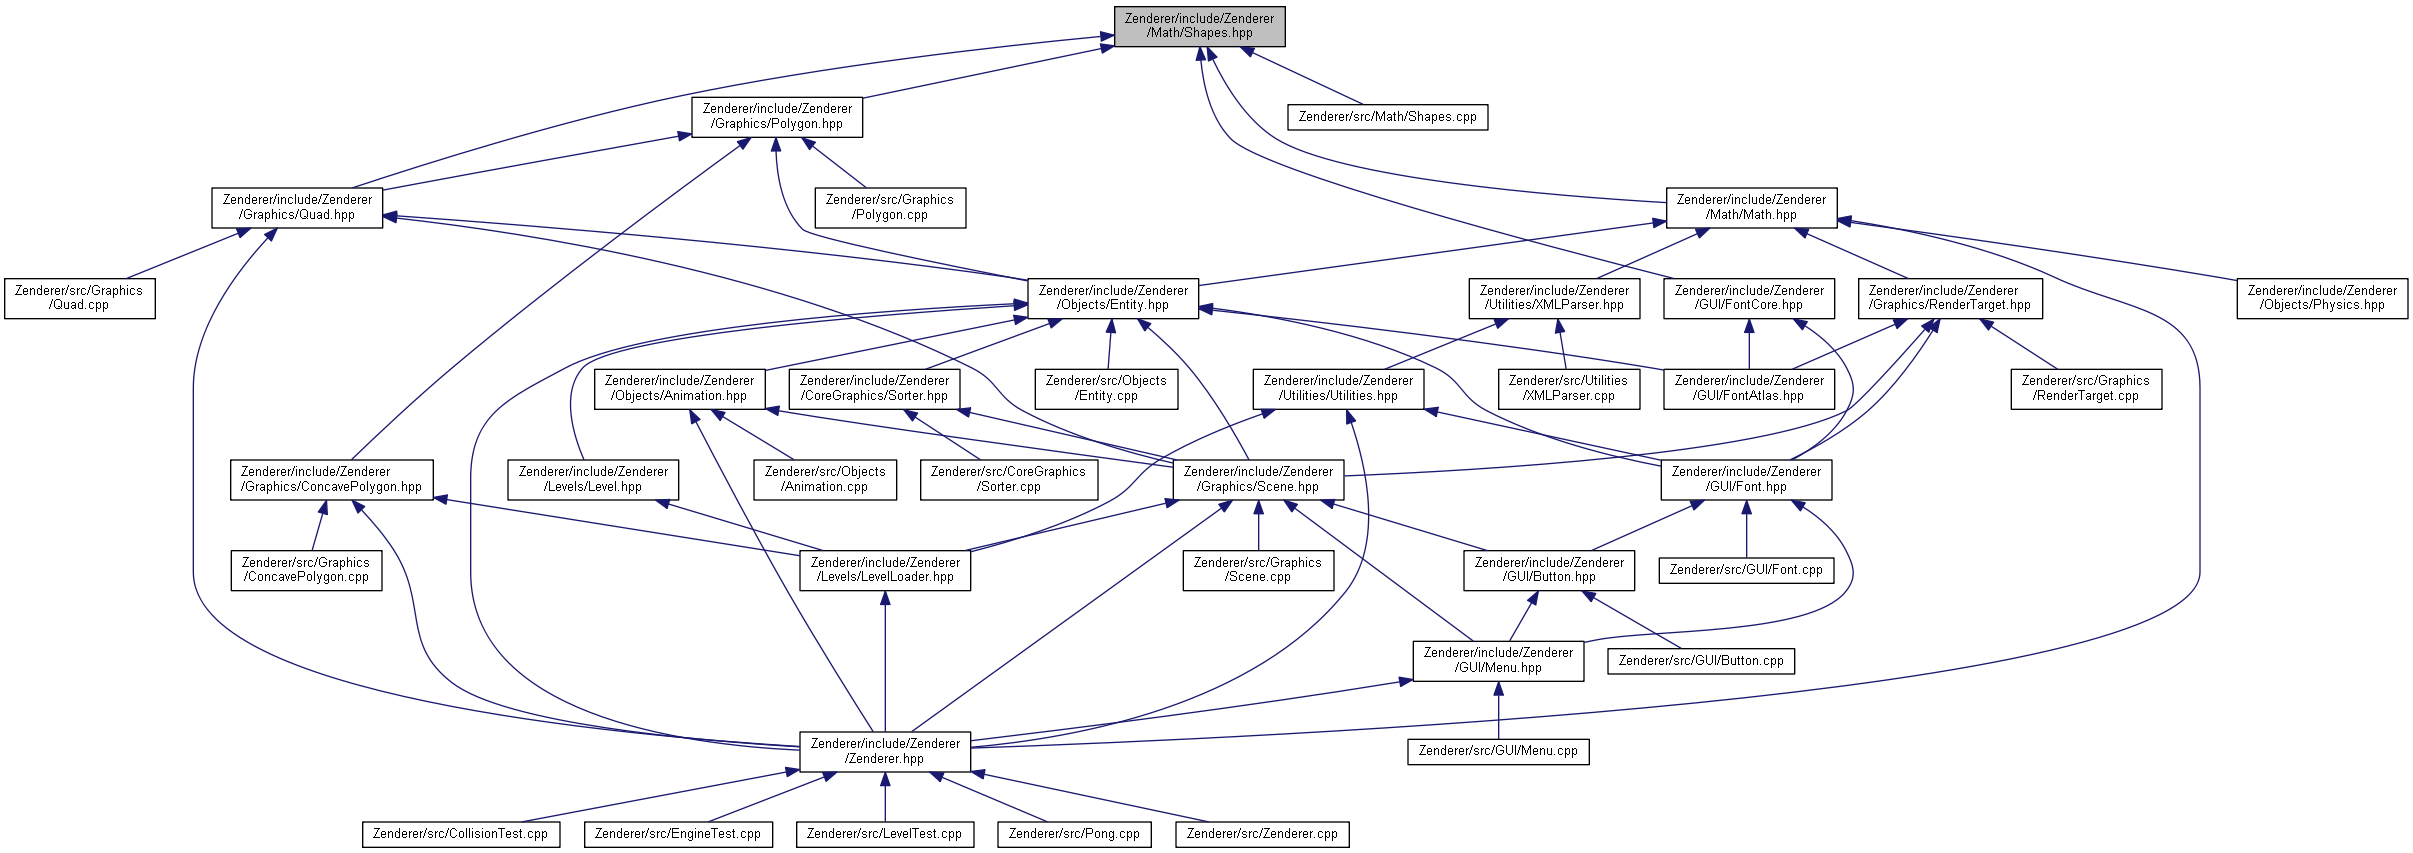 Zenderer/include/Zenderer
/Math/Shapes.hpp
Zenderer/include/Zenderer
/Graphics/Polygon.hpp
Zenderer/src/Math/Shapes.cpp
Zenderer/include/Zenderer
/Graphics/Quad.hpp
Zenderer/src/Graphics
/Polygon.cpp
Zenderer/include/Zenderer
/Math/Math.hpp
Zenderer/src/Graphics
/Quad.cpp
Zenderer/include/Zenderer
/Objects/Entity.hpp
Zenderer/include/Zenderer
/Utilities/XMLParser.hpp
Zenderer/include/Zenderer
/GUI/FontCore.hpp
Zenderer/include/Zenderer
/Graphics/RenderTarget.hpp
Zenderer/include/Zenderer
/Objects/Physics.hpp
Zenderer/include/Zenderer
/Objects/Animation.hpp
Zenderer/include/Zenderer
/CoreGraphics/Sorter.hpp
Zenderer/src/Objects
/Entity.cpp
Zenderer/include/Zenderer
/Utilities/Utilities.hpp
Zenderer/src/Utilities
/XMLParser.cpp
Zenderer/include/Zenderer
/GUI/FontAtlas.hpp
Zenderer/src/Graphics
/RenderTarget.cpp
Zenderer/include/Zenderer
/Graphics/ConcavePolygon.hpp
Zenderer/include/Zenderer
/Levels/Level.hpp
Zenderer/src/Objects
/Animation.cpp
Zenderer/src/CoreGraphics
/Sorter.cpp
Zenderer/include/Zenderer
/Graphics/Scene.hpp
Zenderer/include/Zenderer
/GUI/Font.hpp
Zenderer/src/Graphics
/ConcavePolygon.cpp
Zenderer/include/Zenderer
/Levels/LevelLoader.hpp
Zenderer/src/Graphics
/Scene.cpp
Zenderer/include/Zenderer
/GUI/Button.hpp
Zenderer/src/GUI/Font.cpp
Zenderer/include/Zenderer
/GUI/Menu.hpp
Zenderer/src/GUI/Button.cpp
Zenderer/include/Zenderer
/Zenderer.hpp
Zenderer/src/GUI/Menu.cpp
Zenderer/src/CollisionTest.cpp
Zenderer/src/EngineTest.cpp
Zenderer/src/LevelTest.cpp
Zenderer/src/Pong.cpp
Zenderer/src/Zenderer.cpp